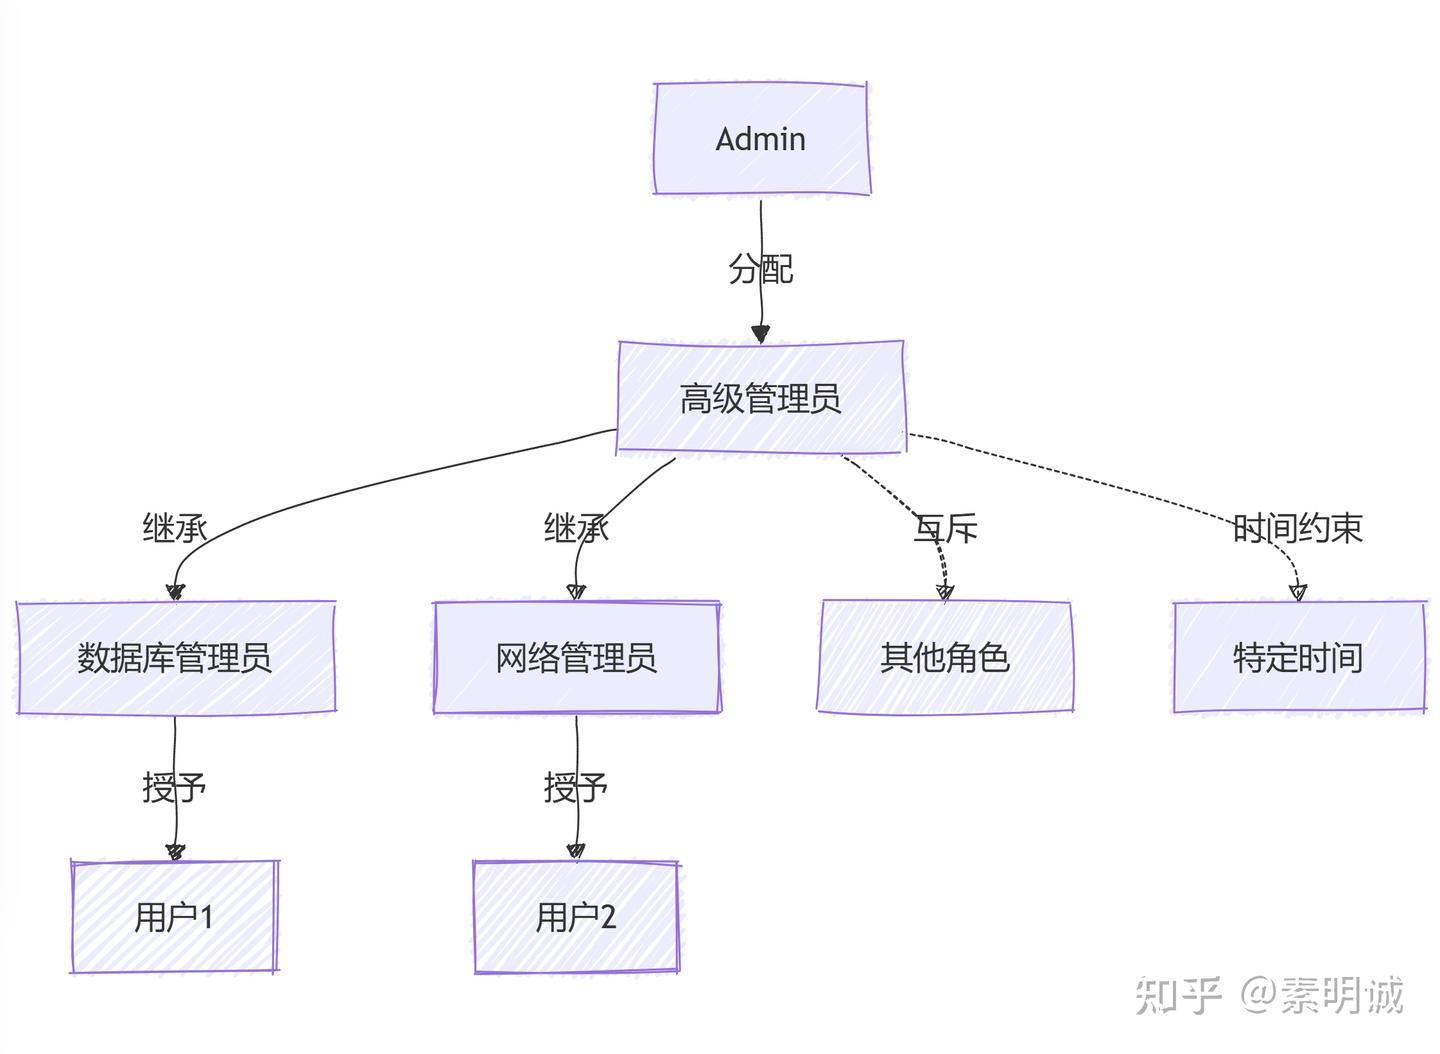 Admin
分配
高级管理员
继承
继承
互斥
时间约束
数据库管理员
网络管理员
其他角色
特定时间
授予
授予
用户1
用户2
知乎 @素明诚